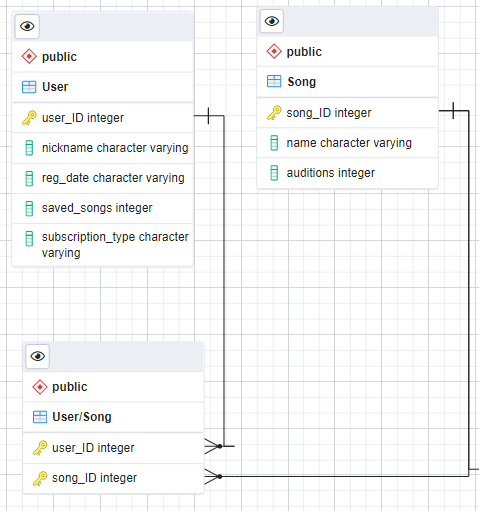 public
User
user_ID integer
nickname character varying
reg_date character varying
saved_songs integer
subscription_type character
varying
public
Song
song_ID integer
name character varying
auditions integer
public
User/Song
user_ID integer
song_ID integer